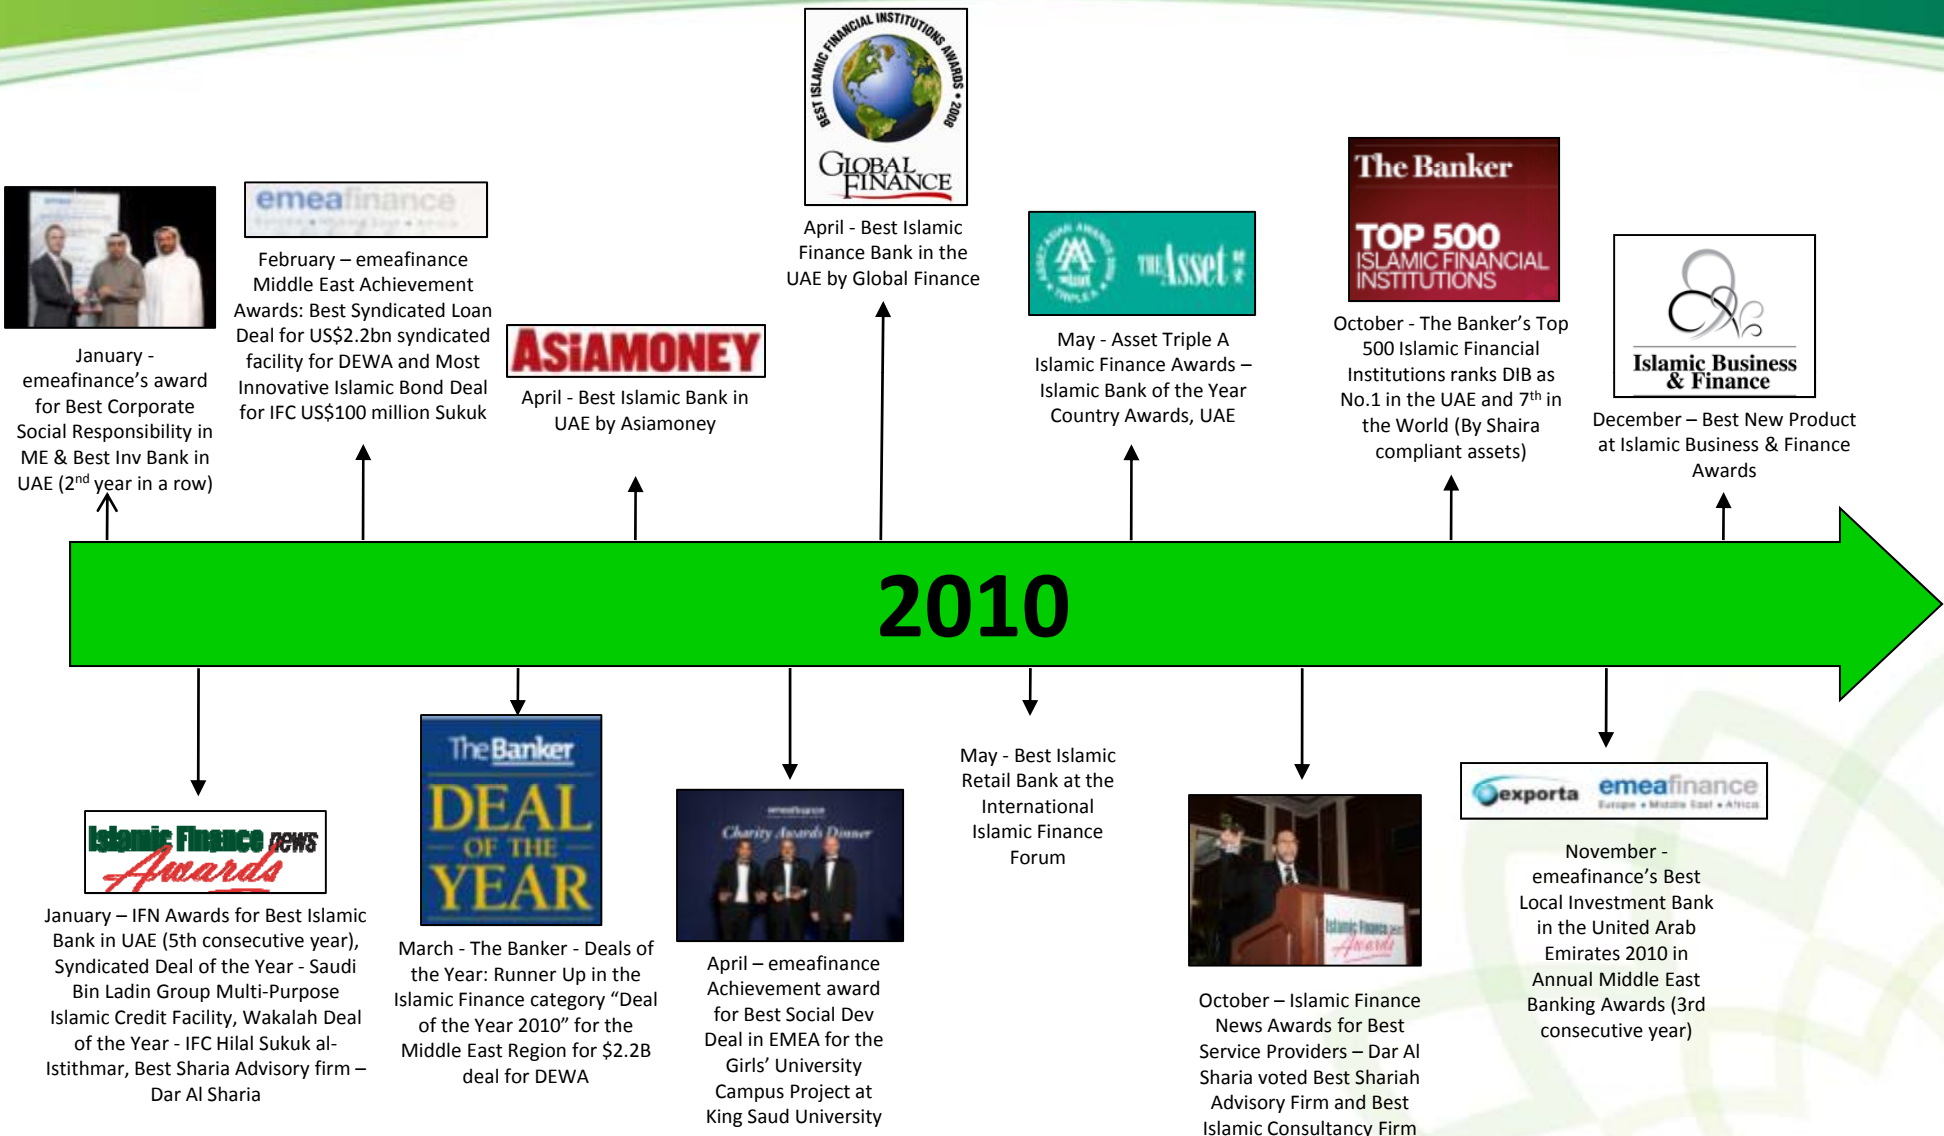 BEST ISLAMIC FINANCIAL INSTITUTIONS AWARDS • 2008
GLOBAL
FINANCE
April - Best Islamic
Finance Bank in the
UAE by Global Finance
January -
emeafinance's award
for Best Corporate
Social Responsibility in
ME & Best Inv Bank in
UAE (2nd year in a row)
emeafinance
Europe • Middle East • Africa
February – emeafinance
Middle East Achievement
Awards: Best Syndicated Loan
Deal for US$2.2bn syndicated
facility for DEWA and Most
Innovative Islamic Bond Deal
for IFC US$100 million Sukuk
ASIAMONEY
April - Best Islamic Bank in
UAE by Asiamoney
THE Asset
May - Asset Triple A
Islamic Finance Awards –
Islamic Bank of the Year
Country Awards, UAE
The Banker
TOP 500
ISLAMIC FINANCIAL
INSTITUTIONS
October - The Banker's Top
500 Islamic Financial
Institutions ranks DIB as
No.1 in the UAE and 7th in
the World (By Shaira
compliant assets)
Islamic Business
& Finance
December – Best New Product
at Islamic Business & Finance
Awards
2010
Islamic Finance news
Awards
January – IFN Awards for Best Islamic
Bank in UAE (5th consecutive year),
Syndicated Deal of the Year - Saudi
Bin Ladin Group Multi-Purpose
Islamic Credit Facility, Wakalah Deal
of the Year - IFC Hilal Sukuk al-
Istithmar, Best Sharia Advisory firm –
Dar Al Sharia
The Banker
DEAL
OF THE
YEAR
March - The Banker - Deals of
the Year: Runner Up in the
Islamic Finance category “Deal
of the Year 2010” for the
Middle East Region for $2.2B
deal for DEWA
emeafinance
Charity Awards Dinner
April – emeafinance
Achievement award
for Best Social Dev
Deal in EMEA for the
Girls' University
Campus Project at
King Saud University
May - Best Islamic
Retail Bank at the
International
Islamic Finance
Forum
Islamic Finance news
Awards
October – Islamic Finance
News Awards for Best
Service Providers – Dar Al
Sharia voted Best Shariah
Advisory Firm and Best
Islamic Consultancy Firm
exporta
emeafinance
Europe • Middle East • Africa
November -
emeafinance's Best
Local Investment Bank
in the United Arab
Emirates 2010 in
Annual Middle East
Banking Awards (3rd
consecutive year)